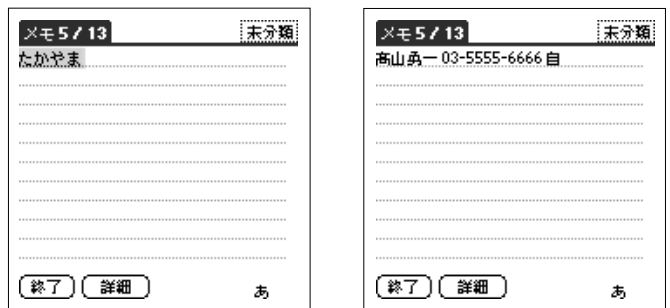 メモ 5 / 13
未分類
たかやま
終了
詳細
あ
メモ 5 / 13
未分類
高山勇一 03-5555-6666 自
終了
詳細
あ